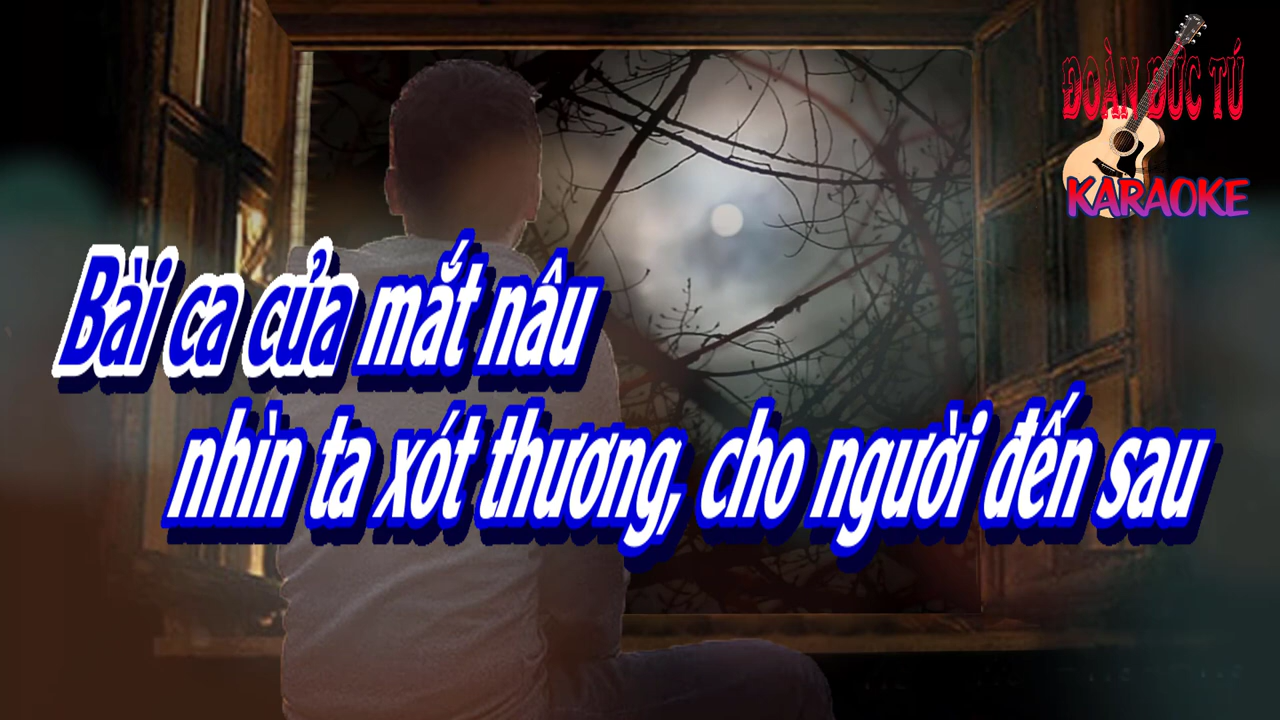 ĐOÀN ĐỨC TÚ
KARAOKE
Bài ca của mắt nâu
nhìn ta xót thương, cho người đến sau